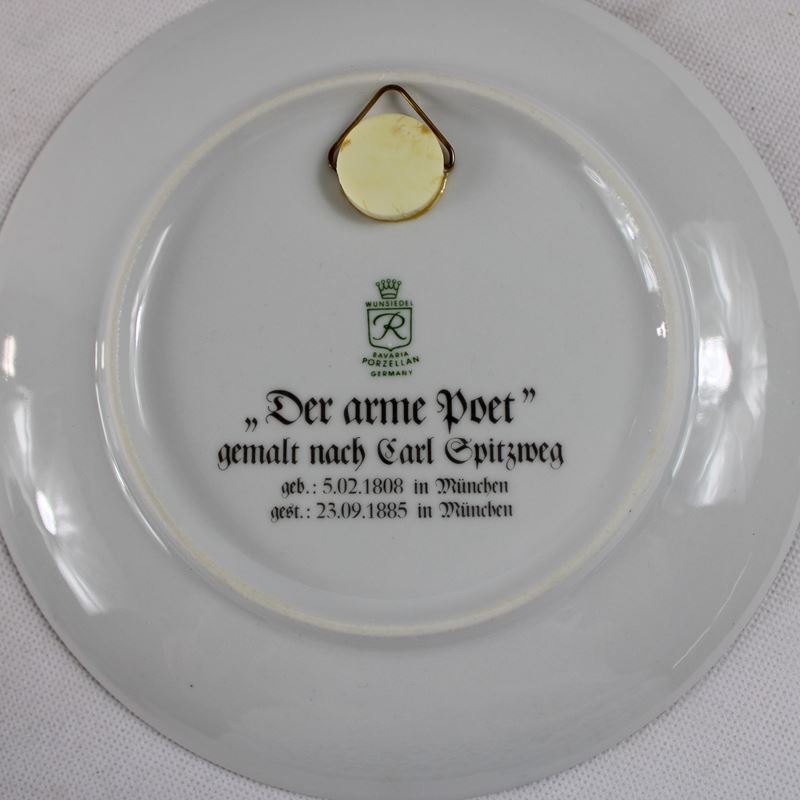 WUNSIEDEL
R
BAVARIA
PORZELLAN
GERMANY
„Der arme Poet”
gemalt nach Carl Spitzweg
geb.: 5.02.1808 in München
gest.: 23.09.1885 in München